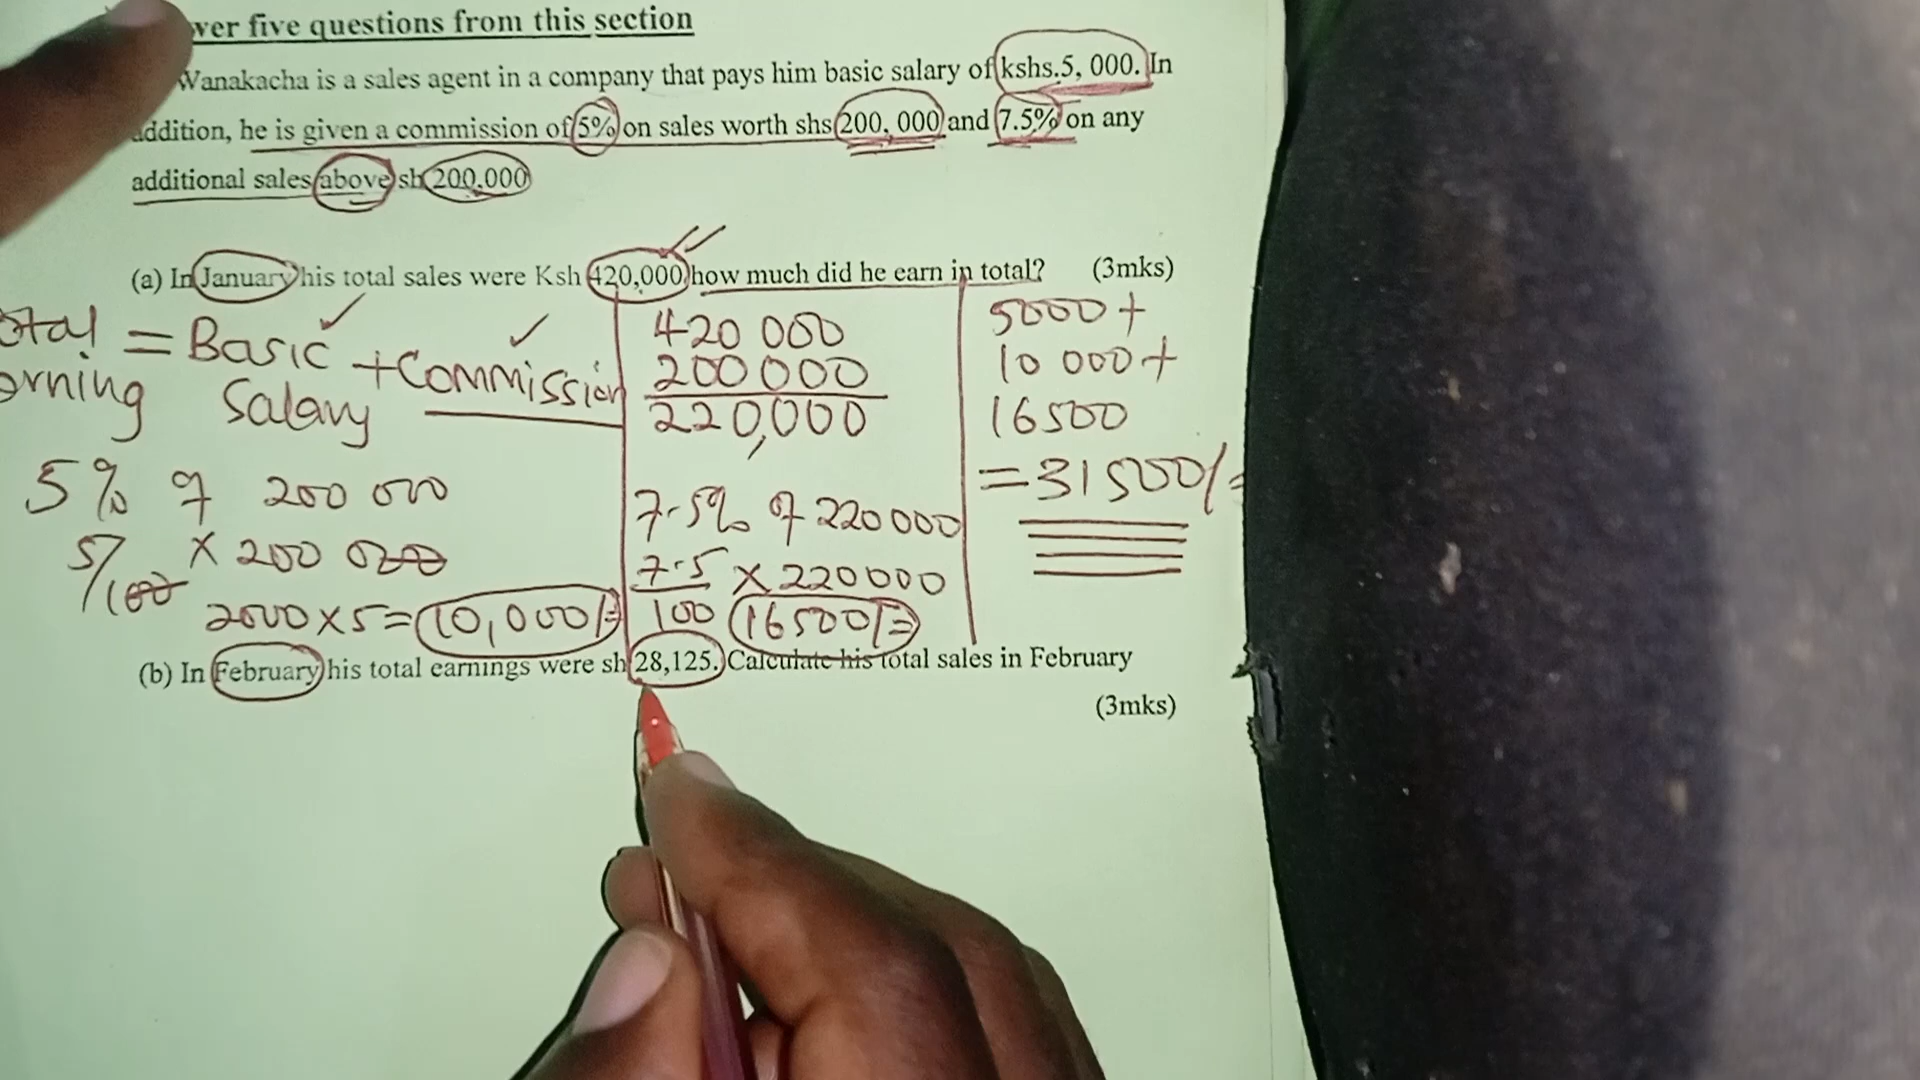 ver five questions from this section
Wanakacha is a sales agent in a company that pays him basic salary of kshs.5, 000. In
addition, he is given a commission of 5% on sales worth shs 200, 000 and 7.5% on any
additional sales above sh 200,000
(a) In January his total sales were Ksh 420,000 how much did he earn in total? (3mks)
otal = Basic + Commission
orning Salary
5% of 200 000
5/100 × 200 000
2000 × 5 = 10,000/=
420 000
200 000
220,000
7.5% of 220 000
7.5 × 220000
100 16500/=
5000 +
10 000 +
16500
= 31500/=
(b) In February his total earnings were sh 28,125. Calculate his total sales in February
(3mks)